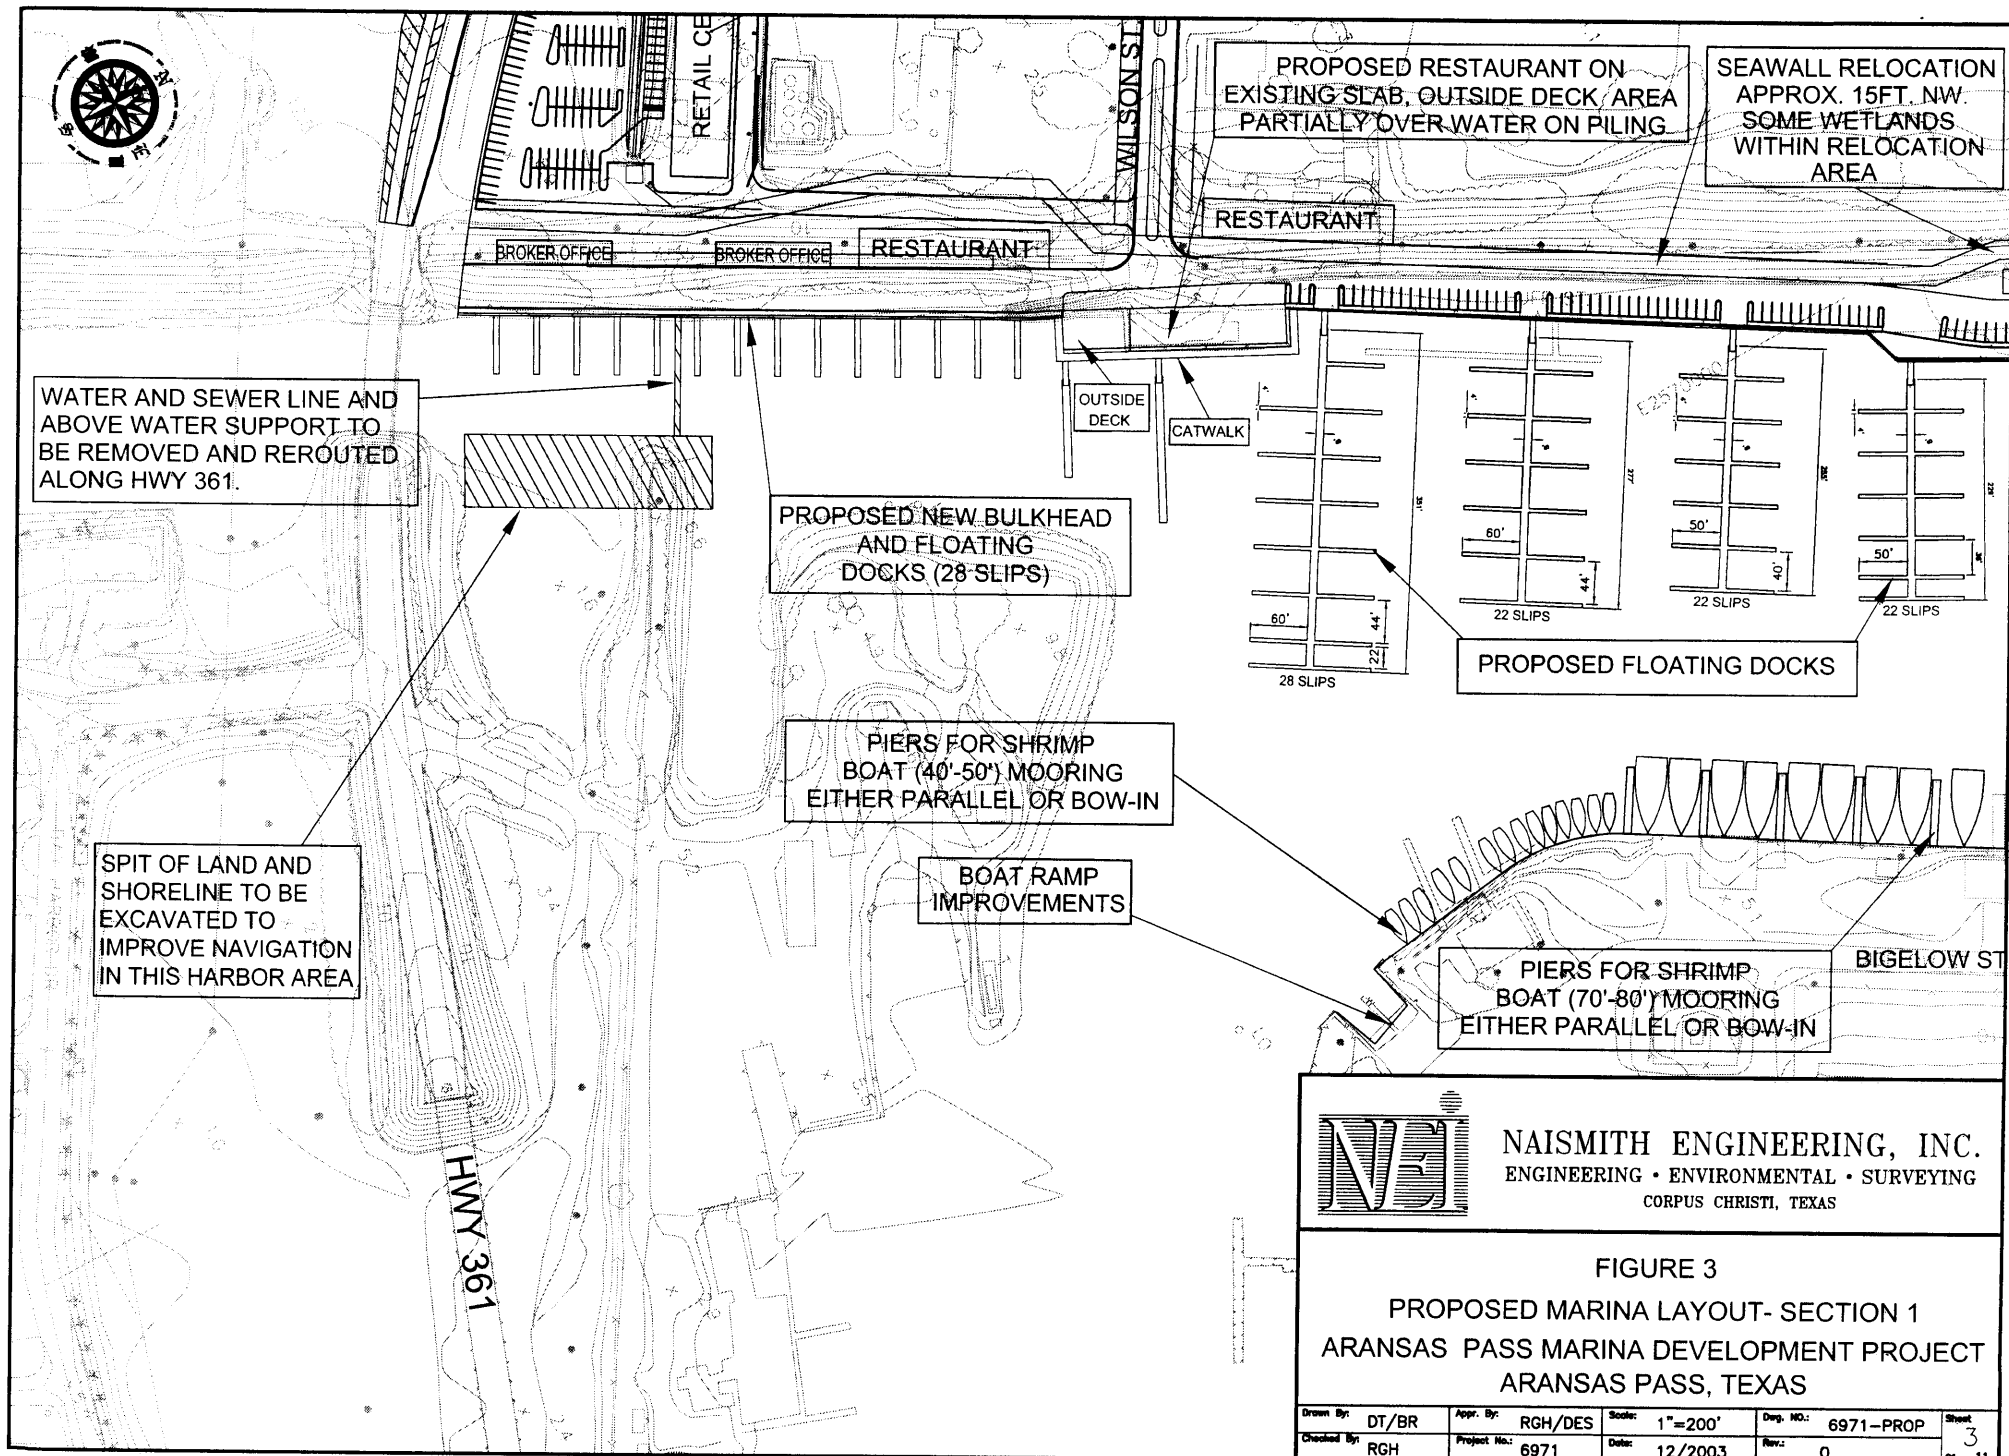 RETAIL CE
WILSON ST.
PROPOSED RESTAURANT ON
EXISTING SLAB, OUTSIDE DECK AREA
PARTIALLY OVER WATER ON PILING
SEAWALL RELOCATION
APPROX. 15FT. NW.
SOME WETLANDS
WITHIN RELOCATION
AREA
RESTAURANT
BROKER OFFICE
BROKER OFFICE
RESTAURANT
WATER AND SEWER LINE AND
ABOVE WATER SUPPORT TO
BE REMOVED AND REROUTED
ALONG HWY 361.
OUTSIDE
DECK
CATWALK
E2570000
PROPOSED NEW BULKHEAD
AND FLOATING
DOCKS (28 SLIPS)
351'
277'
60'
44'
22'
28 SLIPS
60'
44'
22 SLIPS
50'
40'
22 SLIPS
50'
22 SLIPS
PROPOSED FLOATING DOCKS
PIERS FOR SHRIMP
BOAT (40'-50') MOORING
EITHER PARALLEL OR BOW-IN
BOAT RAMP
IMPROVEMENTS
SPIT OF LAND AND
SHORELINE TO BE
EXCAVATED TO
IMPROVE NAVIGATION
IN THIS HARBOR AREA
PIERS FOR SHRIMP
BOAT (70'-80') MOORING
EITHER PARALLEL OR BOW-IN
BIGELOW ST
HWY 361
NEI
NAISMITH ENGINEERING, INC.
ENGINEERING • ENVIRONMENTAL • SURVEYING
CORPUS CHRISTI, TEXAS
FIGURE 3
PROPOSED MARINA LAYOUT- SECTION 1
ARANSAS PASS MARINA DEVELOPMENT PROJECT
ARANSAS PASS, TEXAS
Drawn By: DT/BR Appr. By: RGH/DES Scale: 1"=200' Dwg. NO.: 6971-PROP Sheet 3
Checked By: RGH Project No.: 6971 Date: 12/2003 Rev.: 0